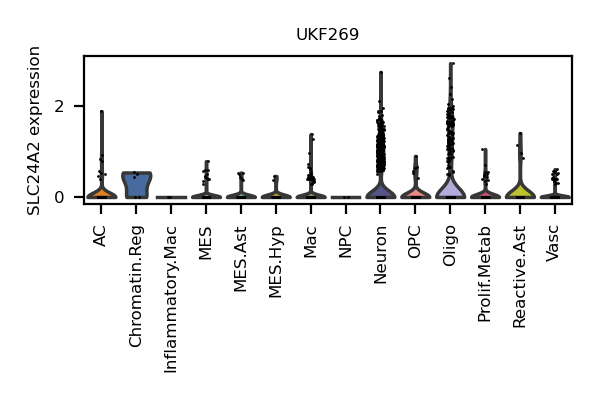 UKF269
SLC24A2 expression
2
0
AC
Chromatin.Reg
Inflammatory.Mac
MES
MES.Ast
MES.Hyp
Mac
NPC
Neuron
OPC
Oligo
Prolif.Metab
Reactive.Ast
Vasc